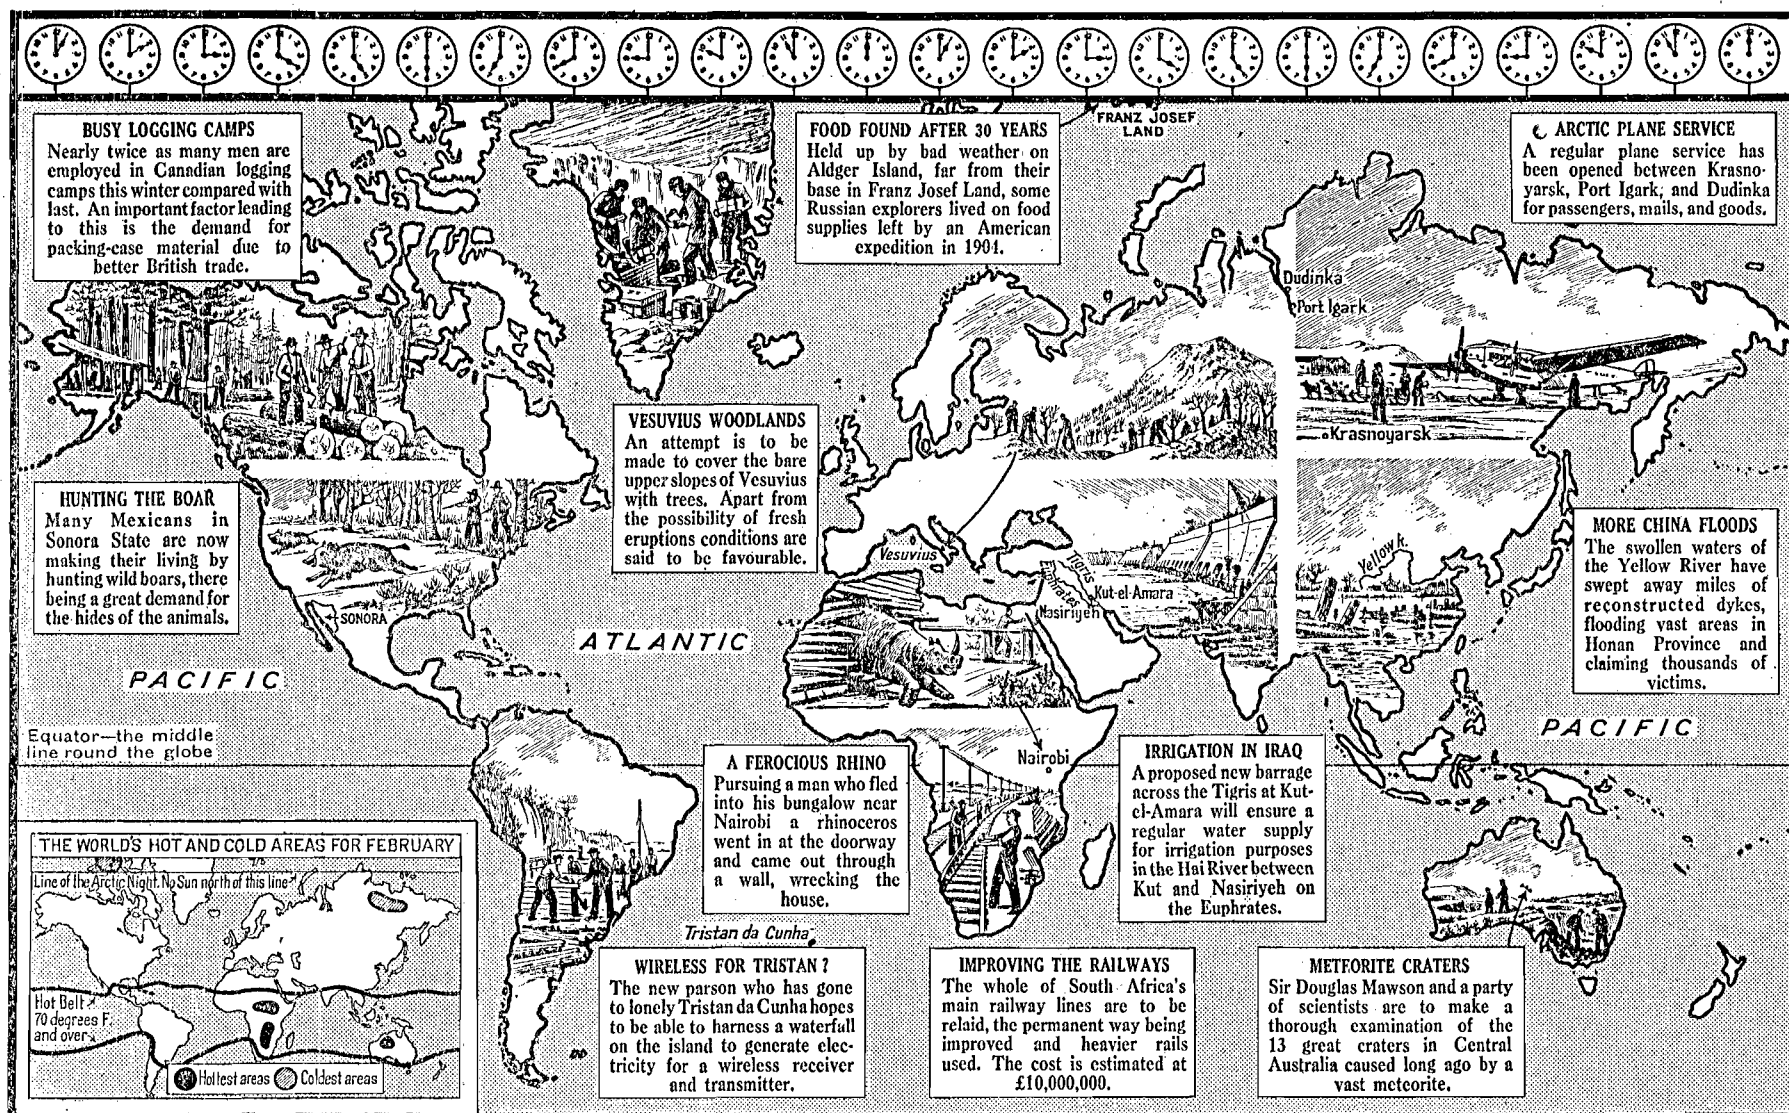 BUSY LOGGING CAMPS
Nearly twice as many men are
employed in Canadian logging
camps this winter compared with
last. An important factor leading
to this is the demand for
packing-case material due to
better British trade.
FOOD FOUND AFTER 30 YEARS
Held up by bad weather on
Aldger Island, far from their
base in Franz Josef Land, some
Russian explorers lived on food
supplies left by an American
expedition in 1904.
FRANZ JOSEF
LAND
ARCTIC PLANE SERVICE
A regular plane service has
been opened between Krasno-
yarsk, Port Igark, and Dudinka
for passengers, mails, and goods.
Dudinka
Port Igark
Krasnoyarsk
VESUVIUS WOODLANDS
An attempt is to be
made to cover the bare
upper slopes of Vesuvius
with trees. Apart from
the possibility of fresh
eruptions conditions are
said to be favourable.
HUNTING THE BOAR
Many Mexicans in
Sonora State are now
making their living by
hunting wild boars, there
being a great demand for
the hides of the animals.
SONORA
Vesuvius
Tigris
Euphrates
Kut-el-Amara
Nasiriyeh
Yellow R.
MORE CHINA FLOODS
The swollen waters of
the Yellow River have
swept away miles of
reconstructed dykes,
flooding vast areas in
Honan Province and
claiming thousands of
victims.
ATLANTIC
PACIFIC
PACIFIC
Equator—the middle
line round the globe
Nairobi
A FEROCIOUS RHINO
Pursuing a man who fled
into his bungalow near
Nairobi a rhinoceros
went in at the doorway
and came out through
a wall, wrecking the
house.
IRRIGATION IN IRAQ
A proposed new barrage
across the Tigris at Kut-
el-Amara will ensure a
regular water supply
for irrigation purposes
in the Hai River between
Kut and Nasiriyeh on
the Euphrates.
THE WORLD'S HOT AND COLD AREAS FOR FEBRUARY
Line of the Arctic Night. No Sun north of this line
Hot Belt
70 degrees F.
and over
Hottest areas
Coldest areas
Tristan da Cunha
WIRELESS FOR TRISTAN?
The new parson who has gone
to lonely Tristan da Cunha hopes
to be able to harness a waterfall
on the island to generate elec-
tricity for a wireless receiver
and transmitter.
IMPROVING THE RAILWAYS
The whole of South Africa's
main railway lines are to be
relaid, the permanent way being
improved and heavier rails
used. The cost is estimated at
£10,000,000.
METEORITE CRATERS
Sir Douglas Mawson and a party
of scientists are to make a
thorough examination of the
13 great craters in Central
Australia caused long ago by a
vast meteorite.